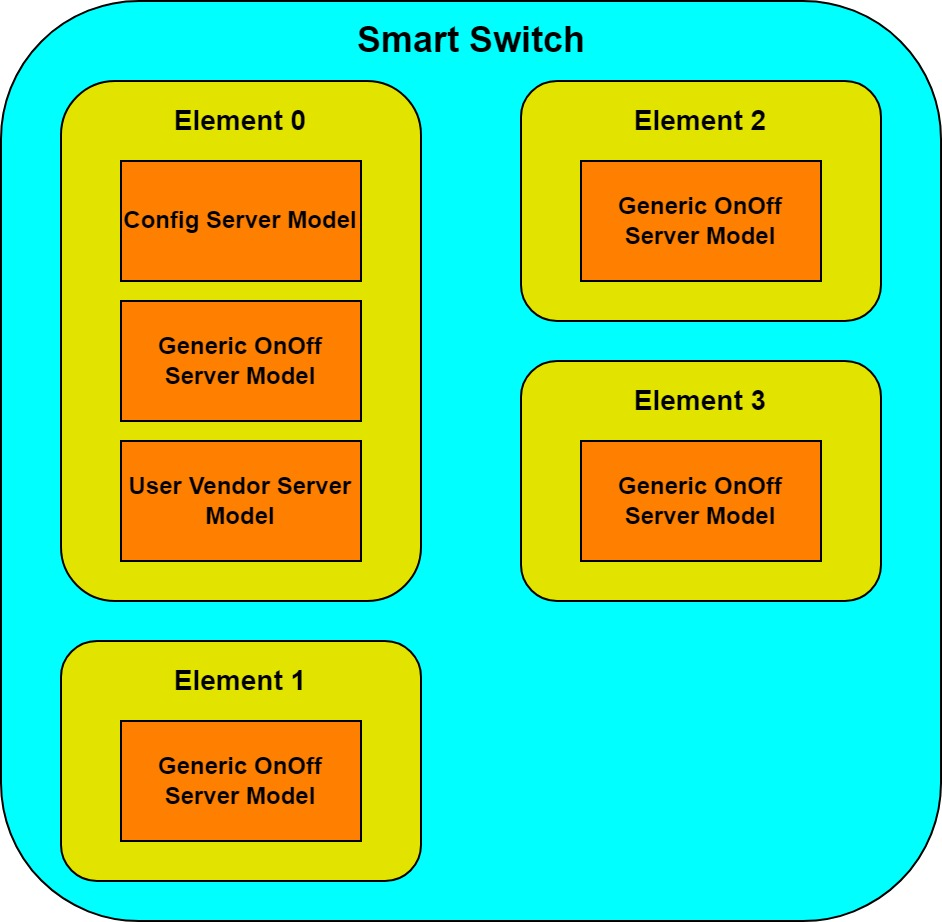 Smart Switch
Element 0
Config Server Model
Generic OnOff
Server Model
User Vendor Server
Model
Element 1
Generic OnOff
Server Model
Element 2
Generic OnOff
Server Model
Element 3
Generic OnOff
Server Model